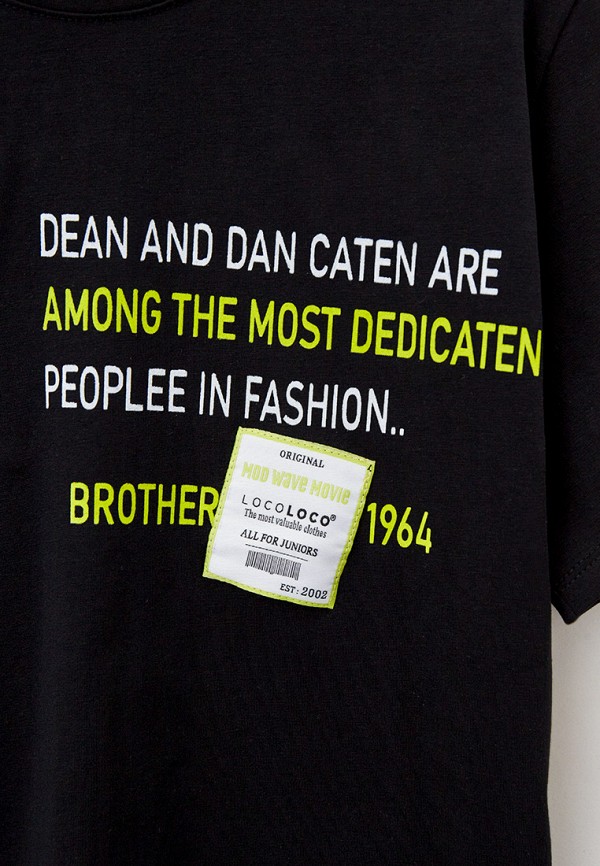 DEAN AND DAN CATEN ARE
AMONG THE MOST DEDICATEN
PEOPLEE IN FASHION..
BROTHER 1964
ORIGINAL
MOD WAVE MOVIE
LOCOLOCO®
The most valuable clothes
ALL FOR JUNIORS
EST: 2002